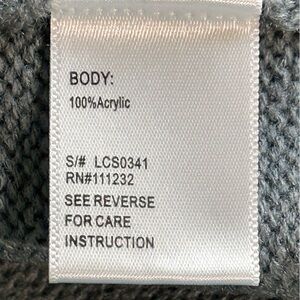 BODY:
100%Acrylic
S/# LCS0341
RN#111232
SEE REVERSE
FOR CARE
INSTRUCTION